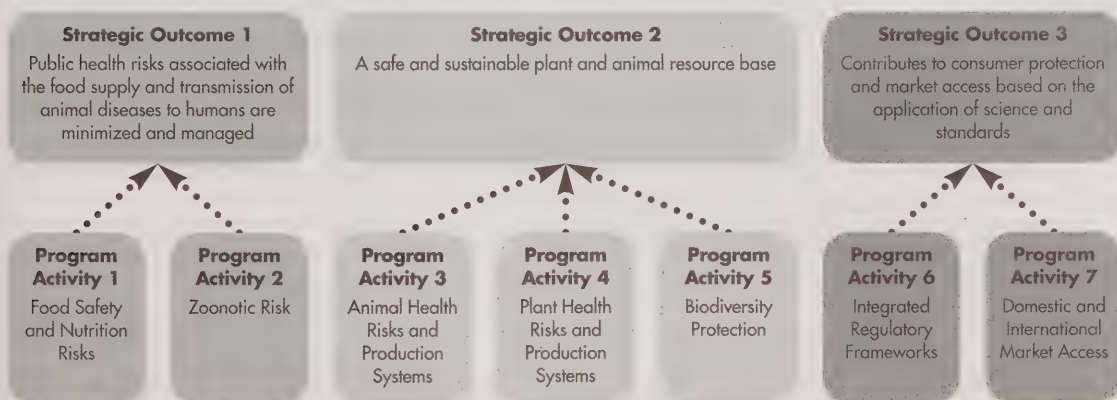 Strategic Outcome 1
Public health risks associated with
the food supply and transmission of
animal diseases to humans are
minimized and managed
Strategic Outcome 2
A safe and sustainable plant and animal resource base
Strategic Outcome 3
Contributes to consumer protection
and market access based on the
application of science and
standards
Program
Activity 1
Food Safety
and Nutrition
Risks
Program
Activity 2
Zoonotic Risk
Program
Activity 3
Animal Health
Risks and
Production
Systems
Program
Activity 4
Plant Health
Risks and
Production
Systems
Program
Activity 5
Biodiversity
Protection
Program
Activity 6
Integrated
Regulatory
Frameworks
Program
Activity 7
Domestic and
International
Market Access